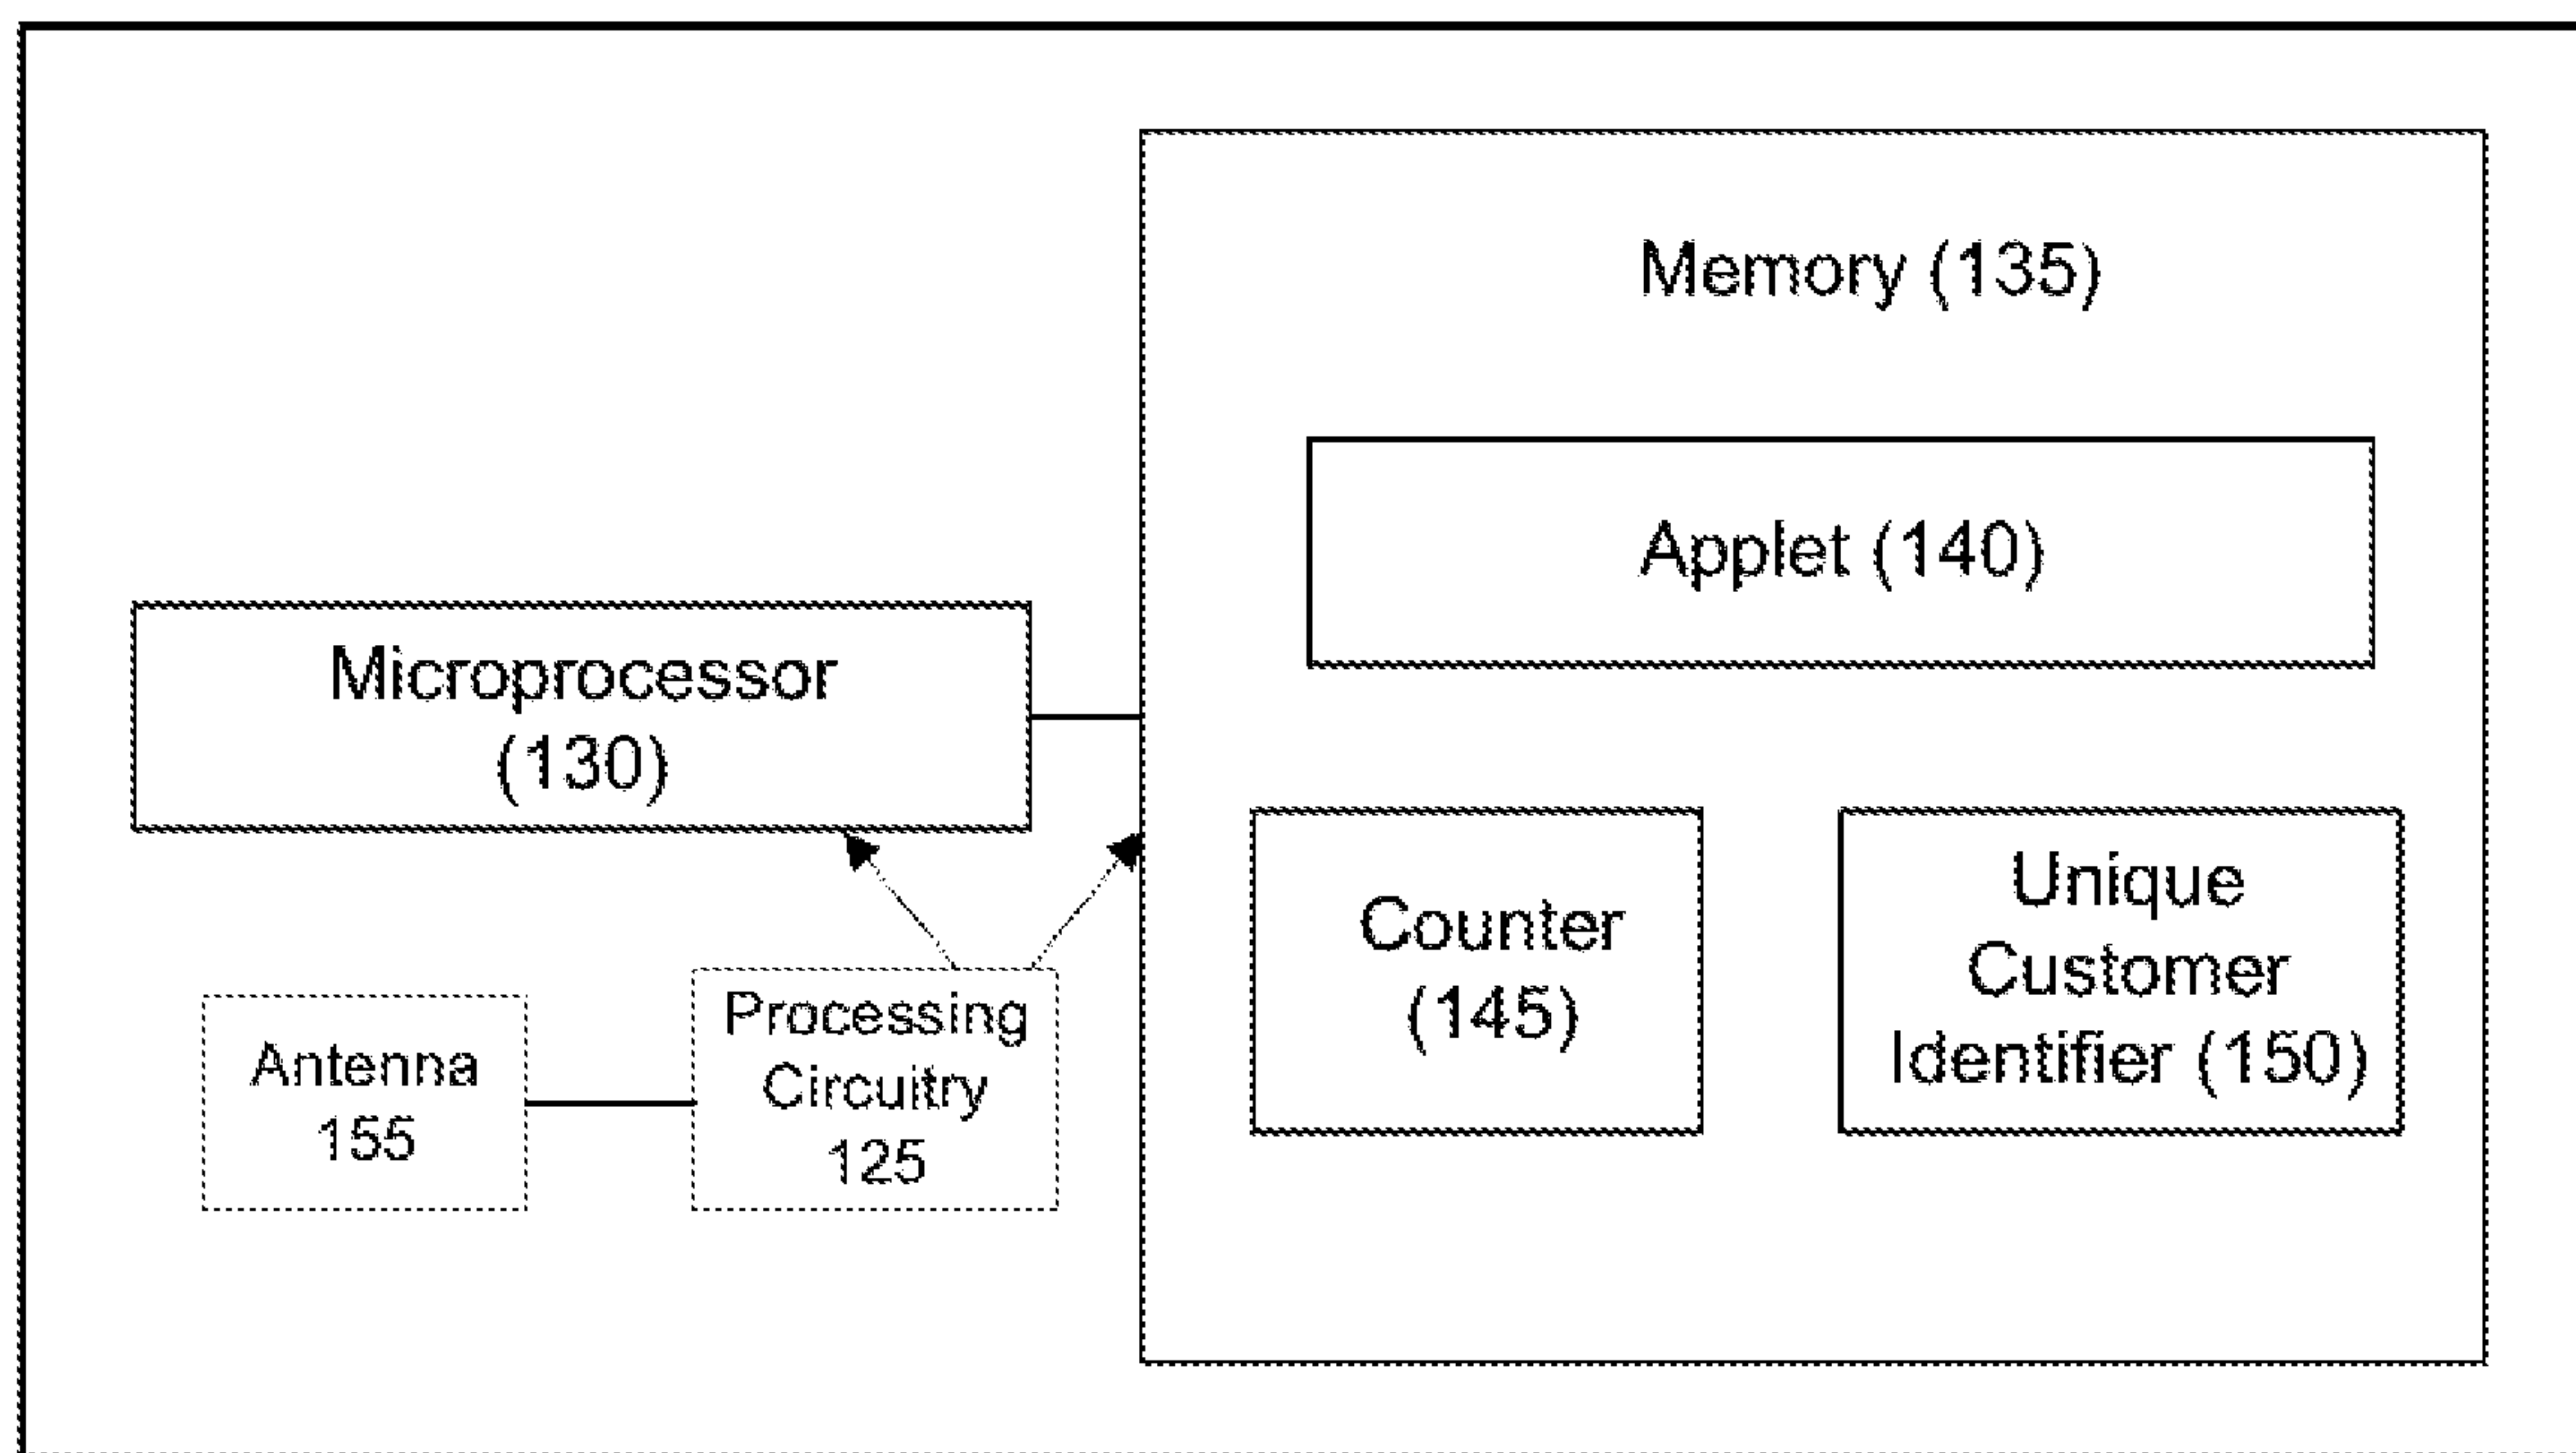 Memory (135)
Applet (140)
Microprocessor
(130)
Counter
(145)
Unique
Customer
Identifier (150)
Antenna
155
Processing
Circuitry
125